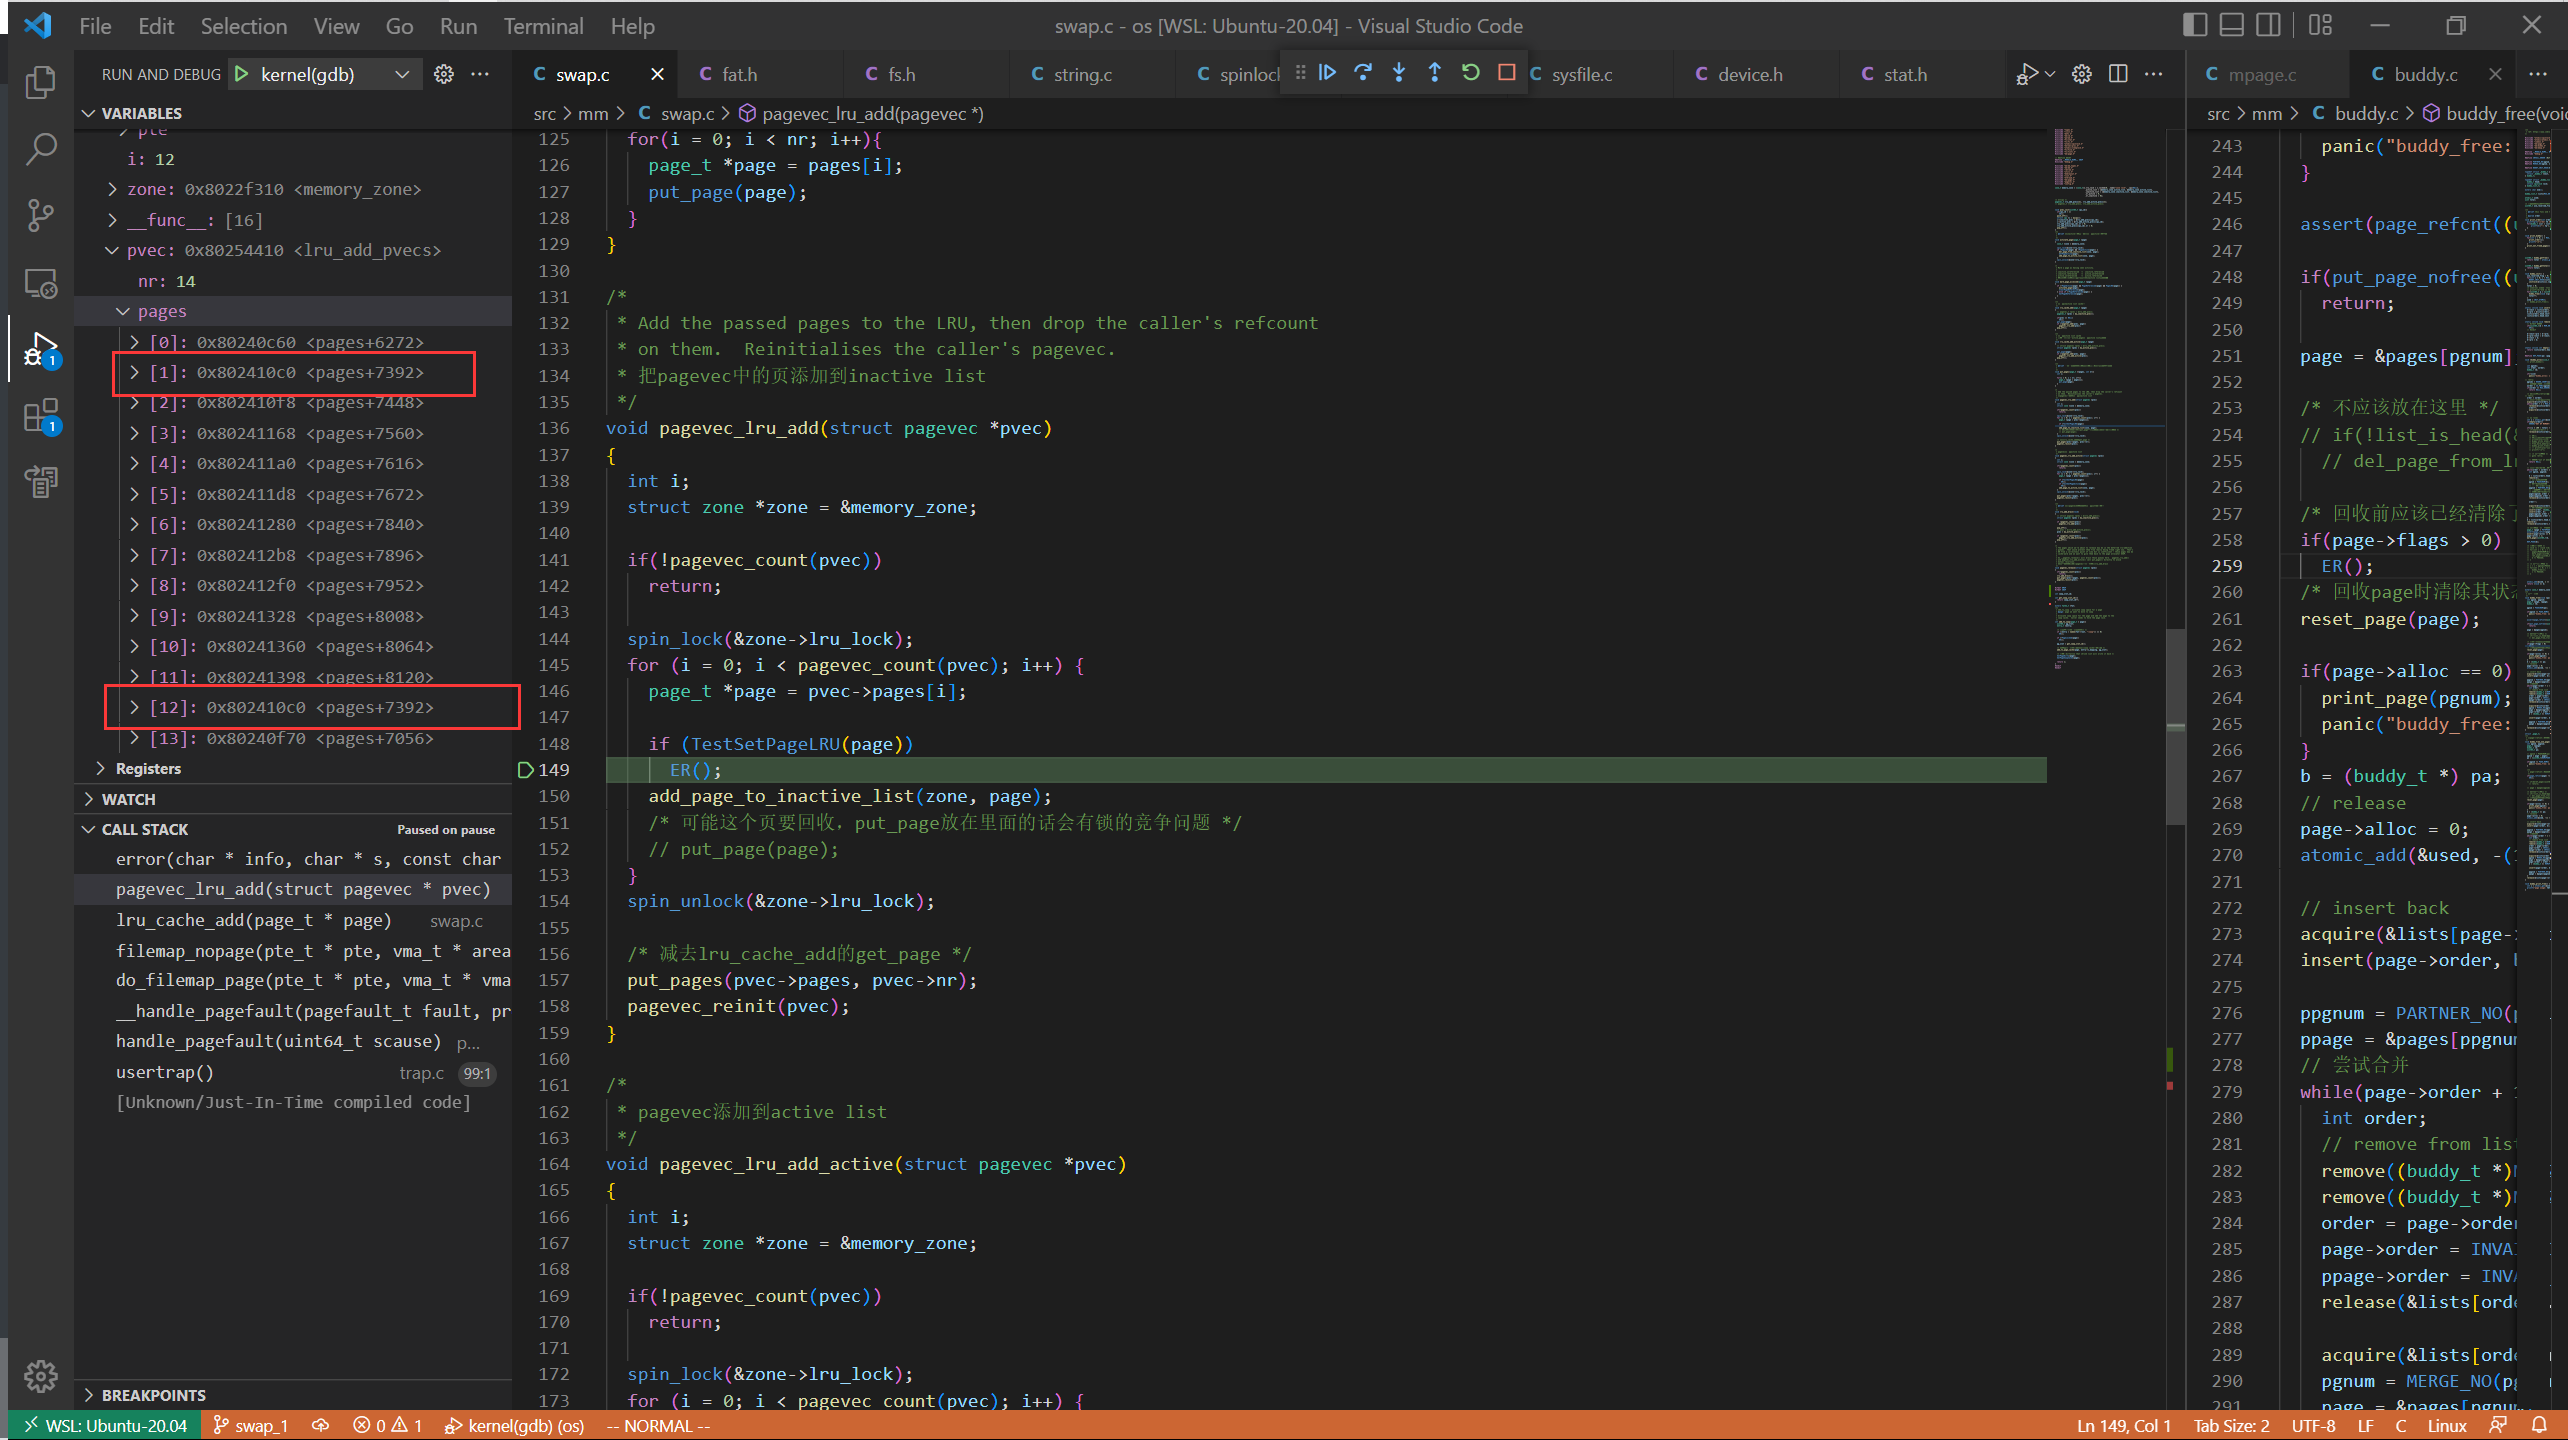 File Edit Selection View Go Run Terminal Help
swap.c - os [WSL: Ubuntu-20.04] - Visual Studio Code
RUN AND DEBUG kernel(gdb)
swap.c fat.h fs.h string.c sysfile.c device.h stat.h
mpage.c buddy.c
VARIABLES
pte
i: 12
zone: 0x8022f310 <memory_zone>
__func__: [16]
pvec: 0x80254410 <lru_add_pvecs>
nr: 14
pages
[0]: 0x80240c60 <pages+6272>
[1]: 0x802410c0 <pages+7392>
[2]: 0x802410f8 <pages+7448>
[3]: 0x80241168 <pages+7560>
[4]: 0x802411a0 <pages+7616>
[5]: 0x802411d8 <pages+7672>
[6]: 0x80241280 <pages+7840>
[7]: 0x802412b8 <pages+7896>
[8]: 0x802412f0 <pages+7952>
[9]: 0x80241328 <pages+8008>
[10]: 0x80241360 <pages+8064>
[11]: 0x80241398 <pages+8120>
[12]: 0x802410c0 <pages+7392>
[13]: 0x80240f70 <pages+7056>
Registers
WATCH
CALL STACK Paused on pause
error(char * info, char * s, const char
pagevec_lru_add(struct pagevec * pvec)
lru_cache_add(page_t * page) swap.c
filemap_nopage(pte_t * pte, vma_t * area
do_filemap_page(pte_t * pte, vma_t * vma
__handle_pagefault(pagefault_t fault, pr
handle_pagefault(uint64_t scause) p...
usertrap() trap.c 99:1
[Unknown/Just-In-Time compiled code]
BREAKPOINTS
src > mm > C swap.c > pagevec_lru_add(pagevec *)
125 for(i = 0; i < nr; i++){
126 page_t *page = pages[i];
127 put_page(page);
128 }
129 }
130
131 /*
132 * Add the passed pages to the LRU, then drop the caller's refcount
133 * on them.  Reinitialises the caller's pagevec.
134 * 把pagevec中的页添加到inactive list
135 */
136 void pagevec_lru_add(struct pagevec *pvec)
137 {
138 int i;
139 struct zone *zone = &memory_zone;
140
141 if(!pagevec_count(pvec))
142 return;
143
144 spin_lock(&zone->lru_lock);
145 for (i = 0; i < pagevec_count(pvec); i++) {
146 page_t *page = pvec->pages[i];
147
148 if (TestSetPageLRU(page))
149 ER();
150 add_page_to_inactive_list(zone, page);
151 /* 可能这个页要回收，put_page放在里面的话会有锁的竞争问题 */
152 // put_page(page);
153 }
154 spin_unlock(&zone->lru_lock);
155
156 /* 减去lru_cache_add的get_page */
157 put_pages(pvec->pages, pvec->nr);
158 pagevec_reinit(pvec);
159 }
160
161 /*
162 * pagevec添加到active list
163 */
164 void pagevec_lru_add_active(struct pagevec *pvec)
165 {
166 int i;
167 struct zone *zone = &memory_zone;
168
169 if(!pagevec_count(pvec))
170 return;
171
172 spin_lock(&zone->lru_lock);
173 for (i = 0; i < pagevec_count(pvec); i++) {
src > mm > C buddy.c > buddy_free(
243 panic("buddy_free:
244 }
245
246 assert(page_refcnt((
247
248 if(put_page_nofree((
249 return;
250
251 page = &pages[pgnum]
252
253 /* 不应该放在这里 */
254 // if(!list_is_head(
255 // del_page_from_
256
257 /* 回收前应该已经清除
258 if(page->flags > 0)
259 ER();
260 /* 回收page时清除其状
261 reset_page(page);
262
263 if(page->alloc == 0)
264 print_page(pgnum);
265 panic("buddy_free:
266 }
267 b = (buddy_t *) pa;
268 // release
269 page->alloc = 0;
270 atomic_add(&used, -(
271
272 // insert back
273 acquire(&lists[page-
274 insert(page->order,
275
276 ppgnum = PARTNER_NO(
277 ppage = &pages[ppgnu
278 // 尝试合并
279 while(page->order +
280 int order;
281 // remove from lis
282 remove((buddy_t *)
283 remove((buddy_t *)
284 order = page->orde
285 page->order = INVA
286 ppage->order = INV
287 release(&lists[ord
288
289 acquire(&lists[ord
290 pgnum = MERGE_NO(
291 page = &pages[pgnu
WSL: Ubuntu-20.04 swap_1 0 1 kernel(gdb) (os) -- NORMAL -- Ln 149, Col 1 Tab Size: 2 UTF-8 LF C Linux